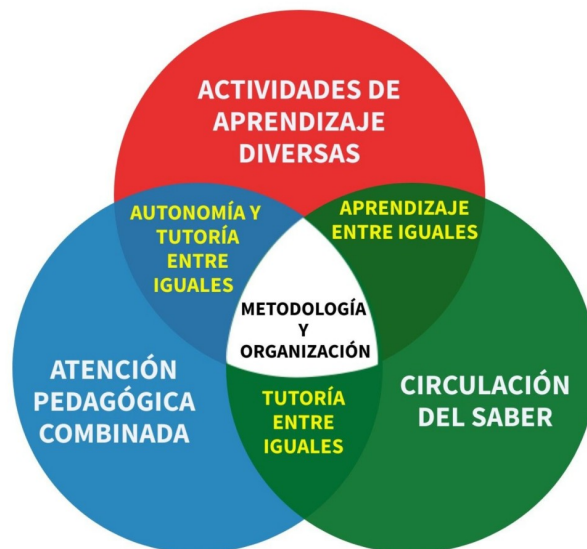 ACTIVIDADES DE
APRENDIZAJE
DIVERSAS
AUTONOMÍA Y
TUTORÍA
ENTRE
IGUALES
APRENDIZAJE
ENTRE IGUALES
METODOLOGÍA
Y
ORGANIZACIÓN
ATENCIÓN
PEDAGÓGICA
COMBINADA
TUTORÍA
ENTRE
IGUALES
CIRCULACIÓN
DEL SABER